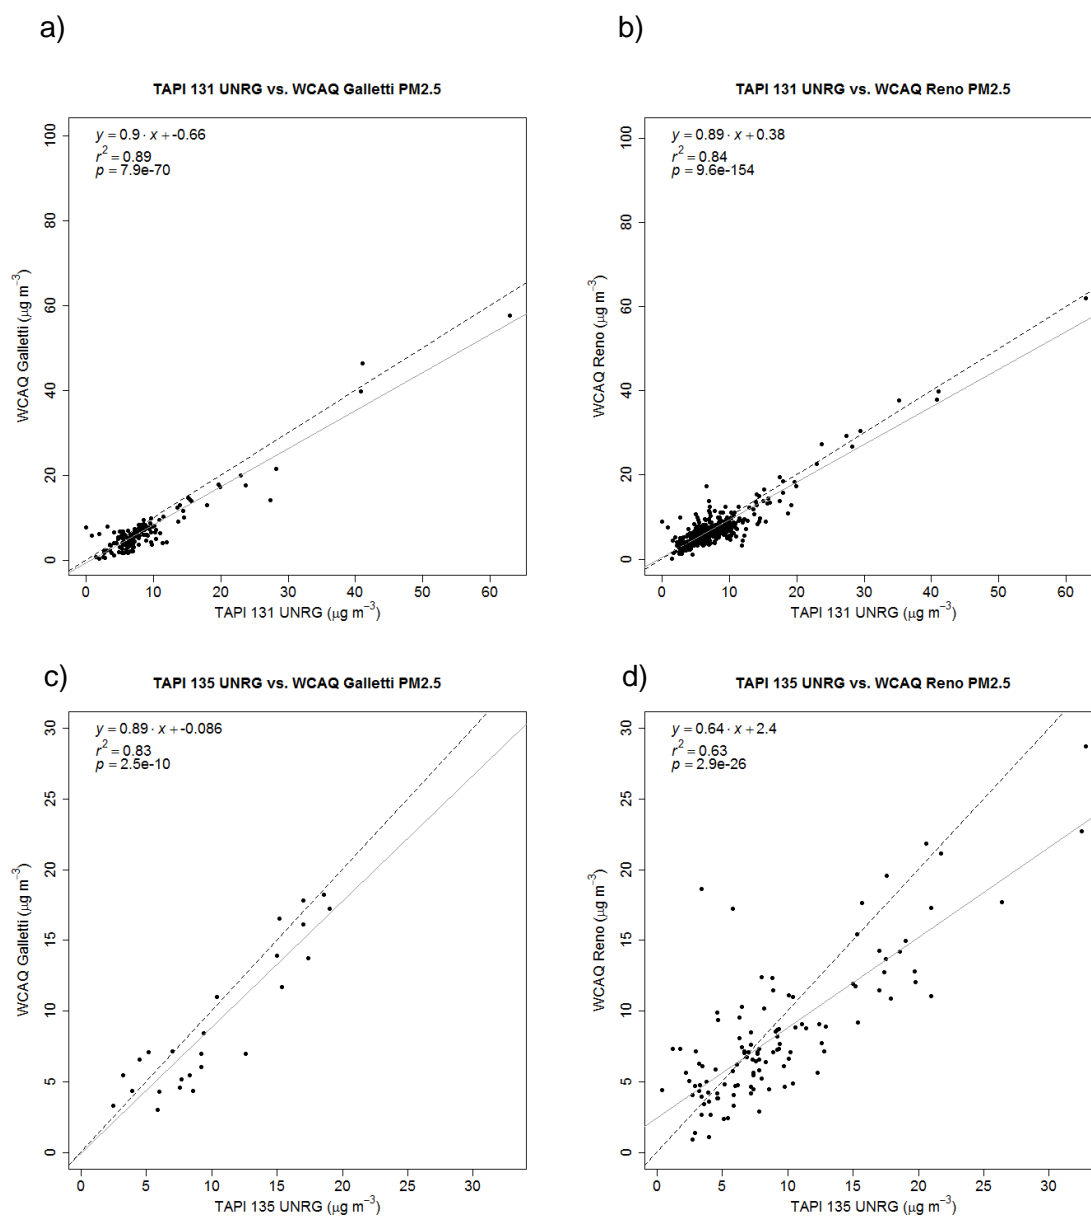 a)
TAPI 131 UNRG vs. WCAQ Galletti PM2.5
y = 0.9 · x + -0.66
r² = 0.89
p = 7.9e-70
100
80
60
40
20
0
WCAQ Galletti (μg m⁻³)
0 10 20 30 40 50 60
TAPI 131 UNRG (μg m⁻³)
b)
TAPI 131 UNRG vs. WCAQ Reno PM2.5
y = 0.89 · x + 0.38
r² = 0.84
p = 9.6e-154
100
80
60
40
20
0
WCAQ Reno (μg m⁻³)
0 10 20 30 40 50 60
TAPI 131 UNRG (μg m⁻³)
c)
TAPI 135 UNRG vs. WCAQ Galletti PM2.5
y = 0.89 · x + -0.086
r² = 0.83
p = 2.5e-10
30
25
20
15
10
5
0
WCAQ Galletti (μg m⁻³)
0 5 10 15 20 25 30
TAPI 135 UNRG (μg m⁻³)
d)
TAPI 135 UNRG vs. WCAQ Reno PM2.5
y = 0.64 · x + 2.4
r² = 0.63
p = 2.9e-26
30
25
20
15
10
5
0
WCAQ Reno (μg m⁻³)
0 5 10 15 20 25 30
TAPI 135 UNRG (μg m⁻³)